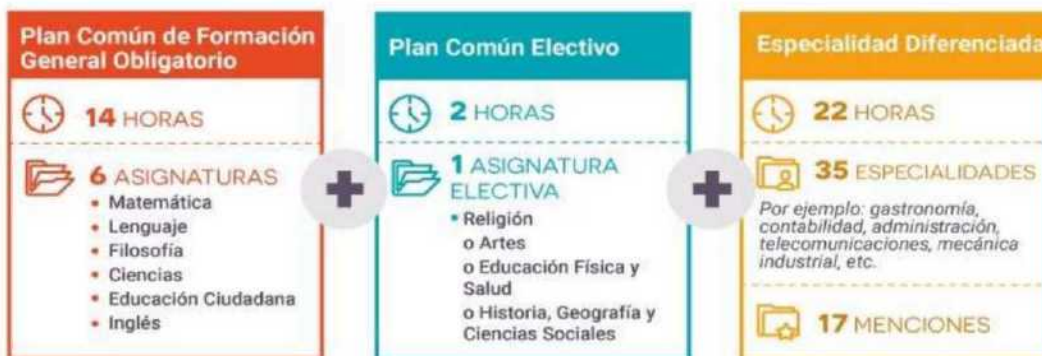 Plan Común de Formación
General Obligatorio
14 HORAS
6 ASIGNATURAS
• Matemática
• Lenguaje
• Filosofía
• Ciencias
• Educación Ciudadana
• Inglés
+
Plan Común Electivo
2 HORAS
1 ASIGNATURA
ELECTIVA
• Religión
o Artes
o Educación Física y
Salud
o Historia, Geografía y
Ciencias Sociales
+
Especialidad Diferenciada
22 HORAS
35 ESPECIALIDADES
Por ejemplo: gastronomía,
contabilidad, administración,
telecomunicaciones, mecánica
industrial, etc.
17 MENCIONES